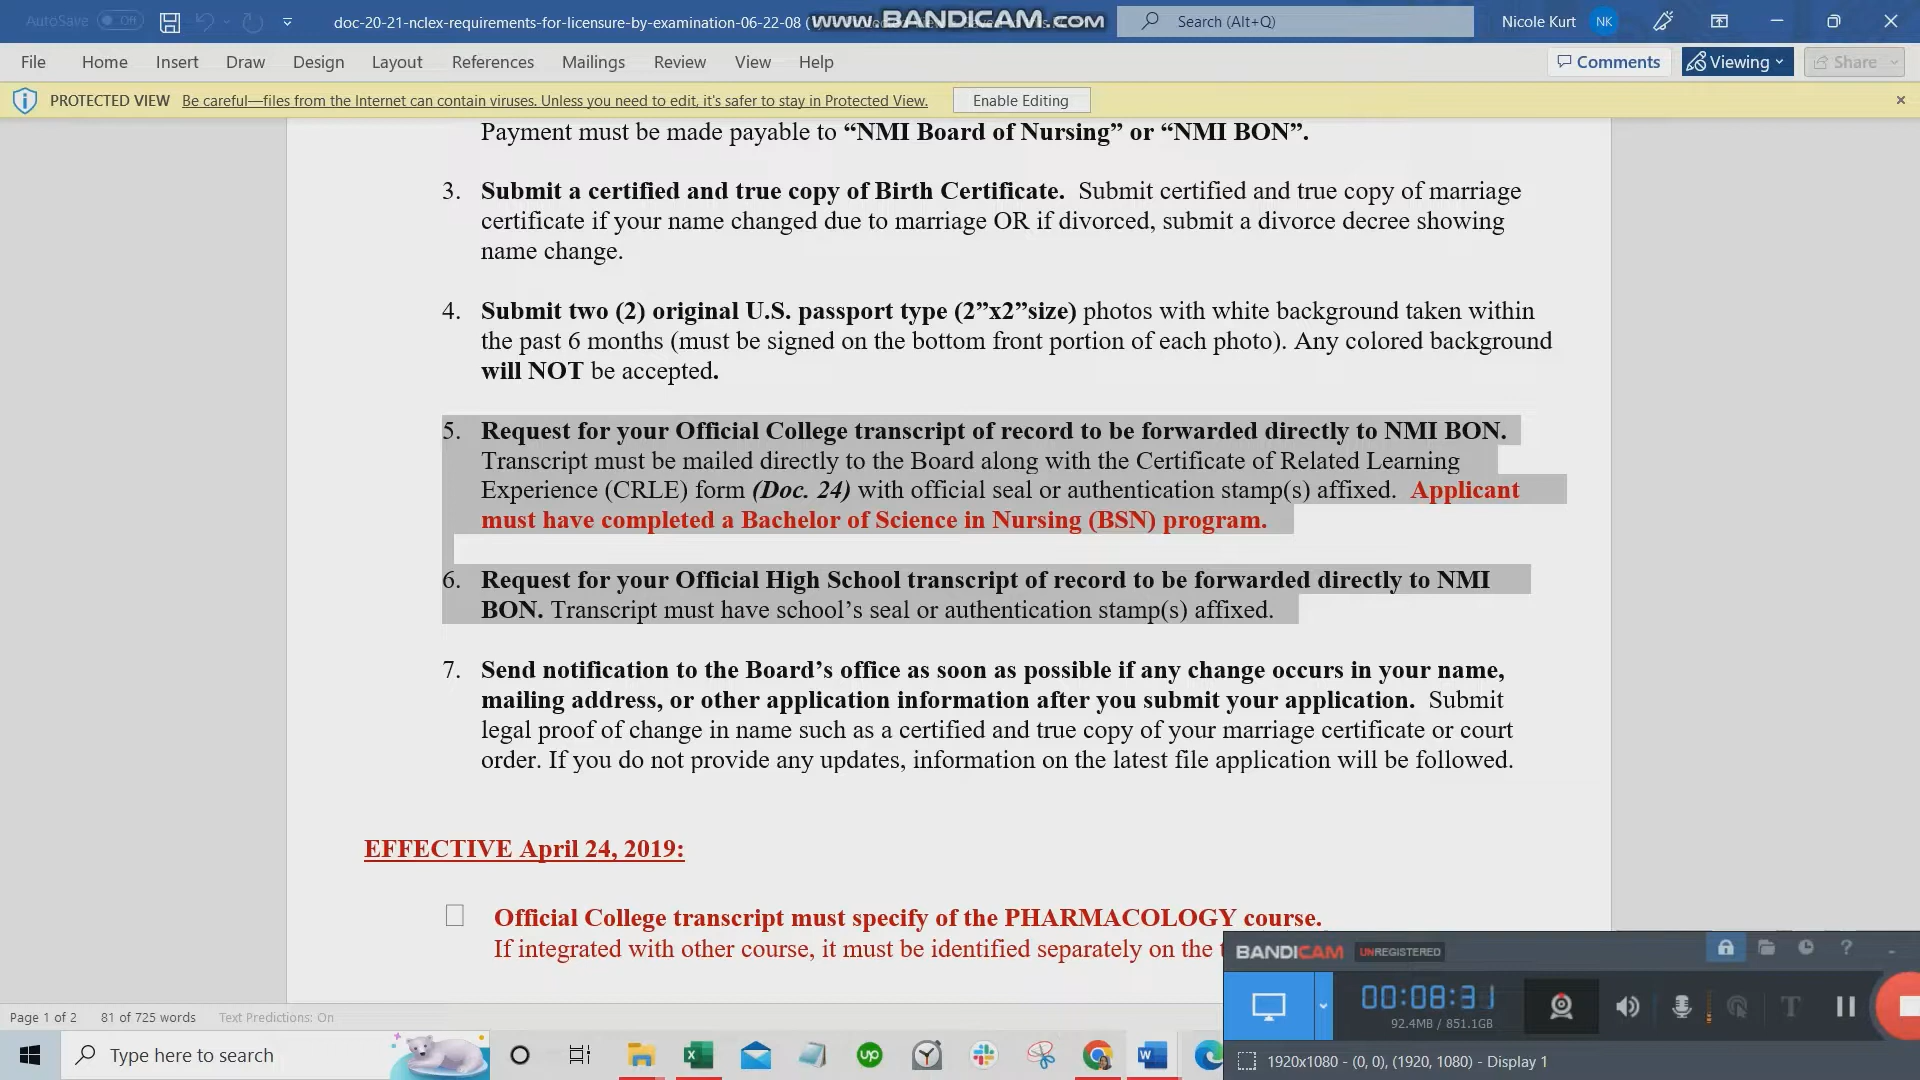 AutoSave Off doc-20-21-nclex-requirements-for-licensure-by-examination-06-22-08 ( Search (Alt+Q) Nicole Kurt NK
www.BANDICAM.com
File Home Insert Draw Design Layout References Mailings Review View Help Comments Viewing Share
PROTECTED VIEW Be careful—files from the Internet can contain viruses. Unless you need to edit, it's safer to stay in Protected View. Enable Editing
Payment must be made payable to “NMI Board of Nursing” or “NMI BON”.
3. Submit a certified and true copy of Birth Certificate. Submit certified and true copy of marriage
certificate if your name changed due to marriage OR if divorced, submit a divorce decree showing
name change.
4. Submit two (2) original U.S. passport type (2”x2”size) photos with white background taken within
the past 6 months (must be signed on the bottom front portion of each photo). Any colored background
will NOT be accepted.
5. Request for your Official College transcript of record to be forwarded directly to NMI BON.
Transcript must be mailed directly to the Board along with the Certificate of Related Learning
Experience (CRLE) form (Doc. 24) with official seal or authentication stamp(s) affixed. Applicant
must have completed a Bachelor of Science in Nursing (BSN) program.
6. Request for your Official High School transcript of record to be forwarded directly to NMI
BON. Transcript must have school’s seal or authentication stamp(s) affixed.
7. Send notification to the Board’s office as soon as possible if any change occurs in your name,
mailing address, or other application information after you submit your application. Submit
legal proof of change in name such as a certified and true copy of your marriage certificate or court
order. If you do not provide any updates, information on the latest file application will be followed.
EFFECTIVE April 24, 2019:
Official College transcript must specify of the PHARMACOLOGY course.
If integrated with other course, it must be identified separately on the
BANDICAM UNREGISTERED
00:08:31
92.4MB / 851.1GB
1920x1080 - (0, 0), (1920, 1080) - Display 1
Page 1 of 2 81 of 725 words Text Predictions: On
Type here to search